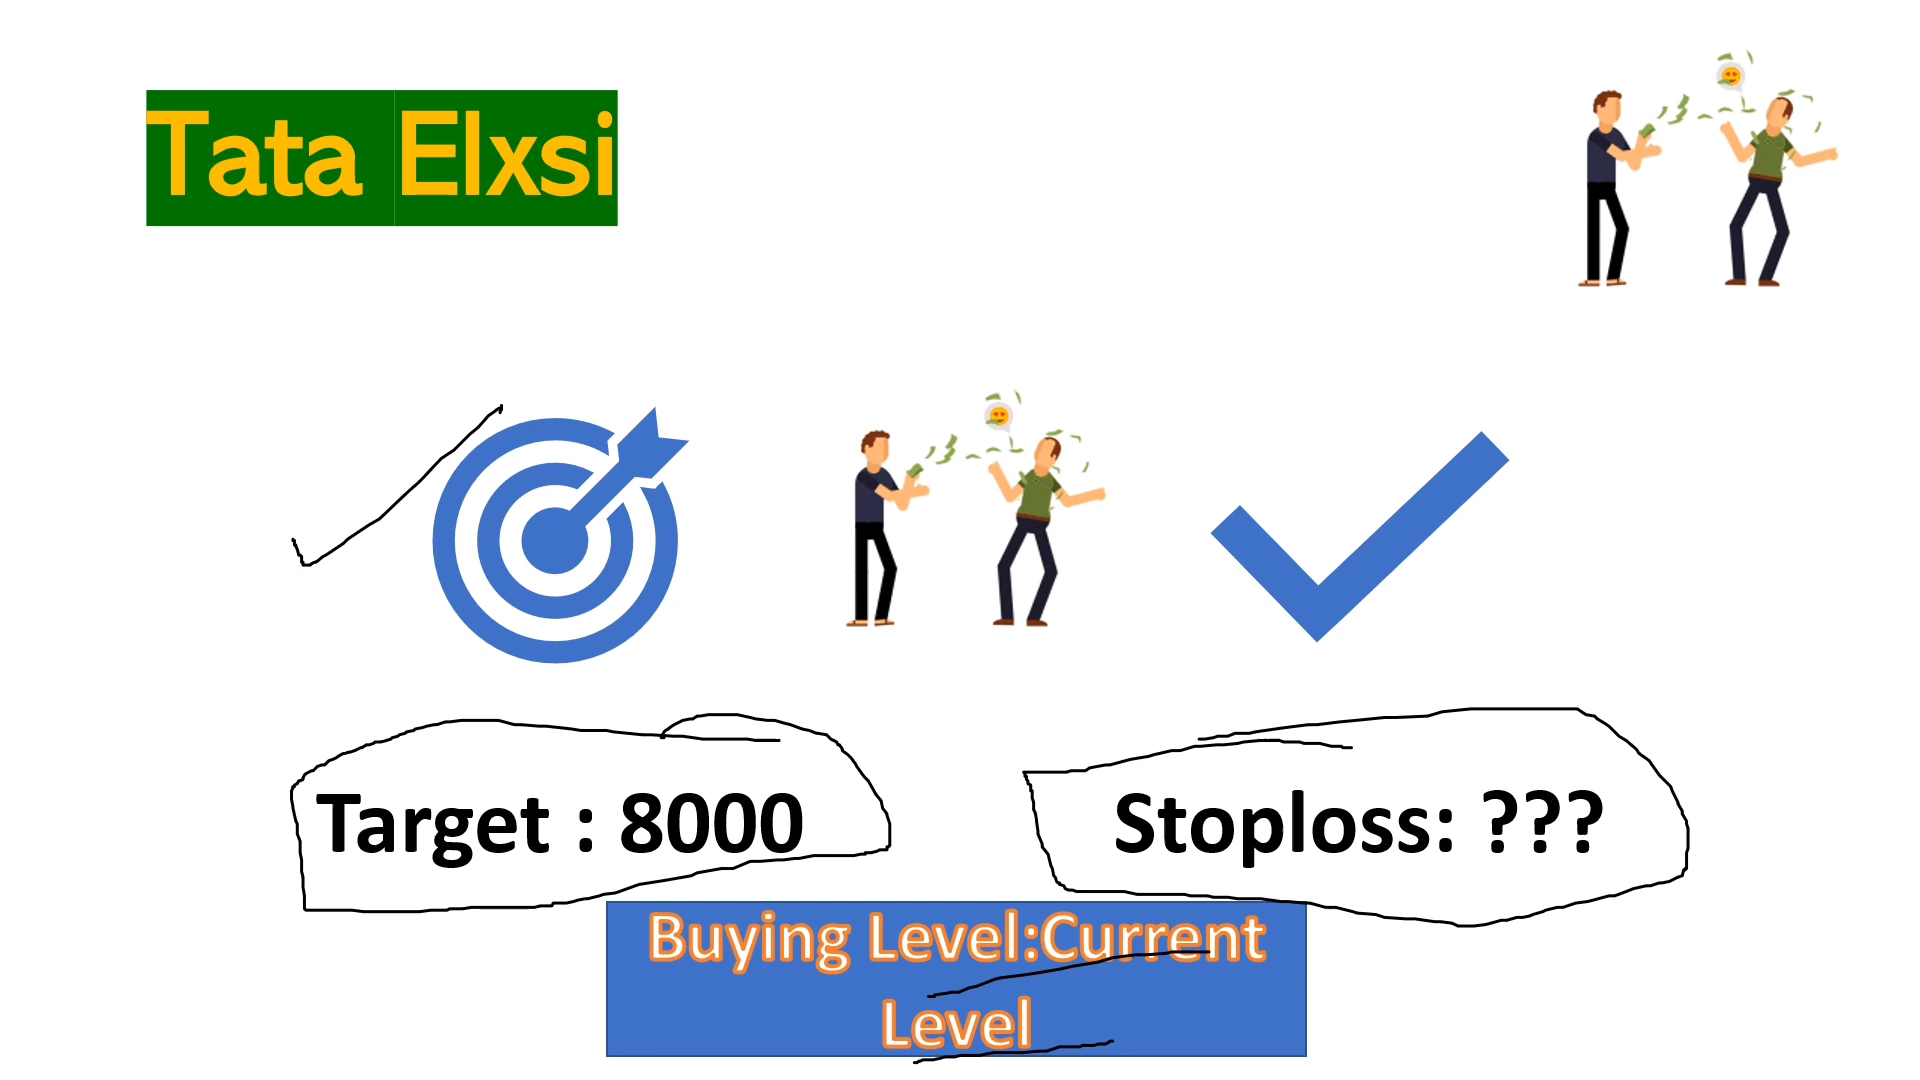 Tata Elxsi
Target : 8000
Stoploss: ???
Buying Level:Current
Level